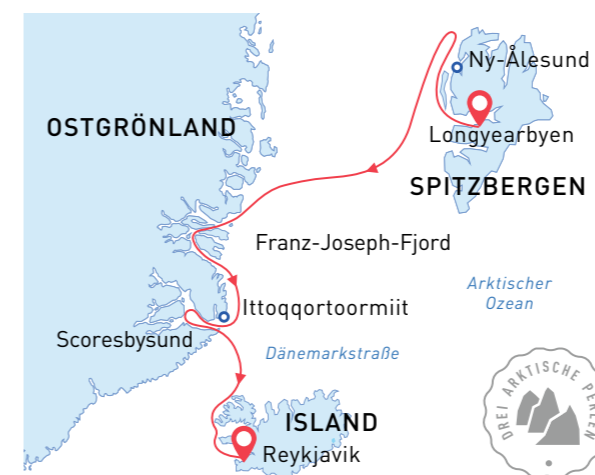 Ny-Ålesund
OSTGRÖNLAND
Longyearbyen
SPITZBERGEN
Franz-Joseph-Fjord
Arktischer
Ozean
Ittoqqortoormiit
Scoresbysund
Dänemarkstraße
DREI ARKTISCHE PERLEN
ISLAND
Reykjavik